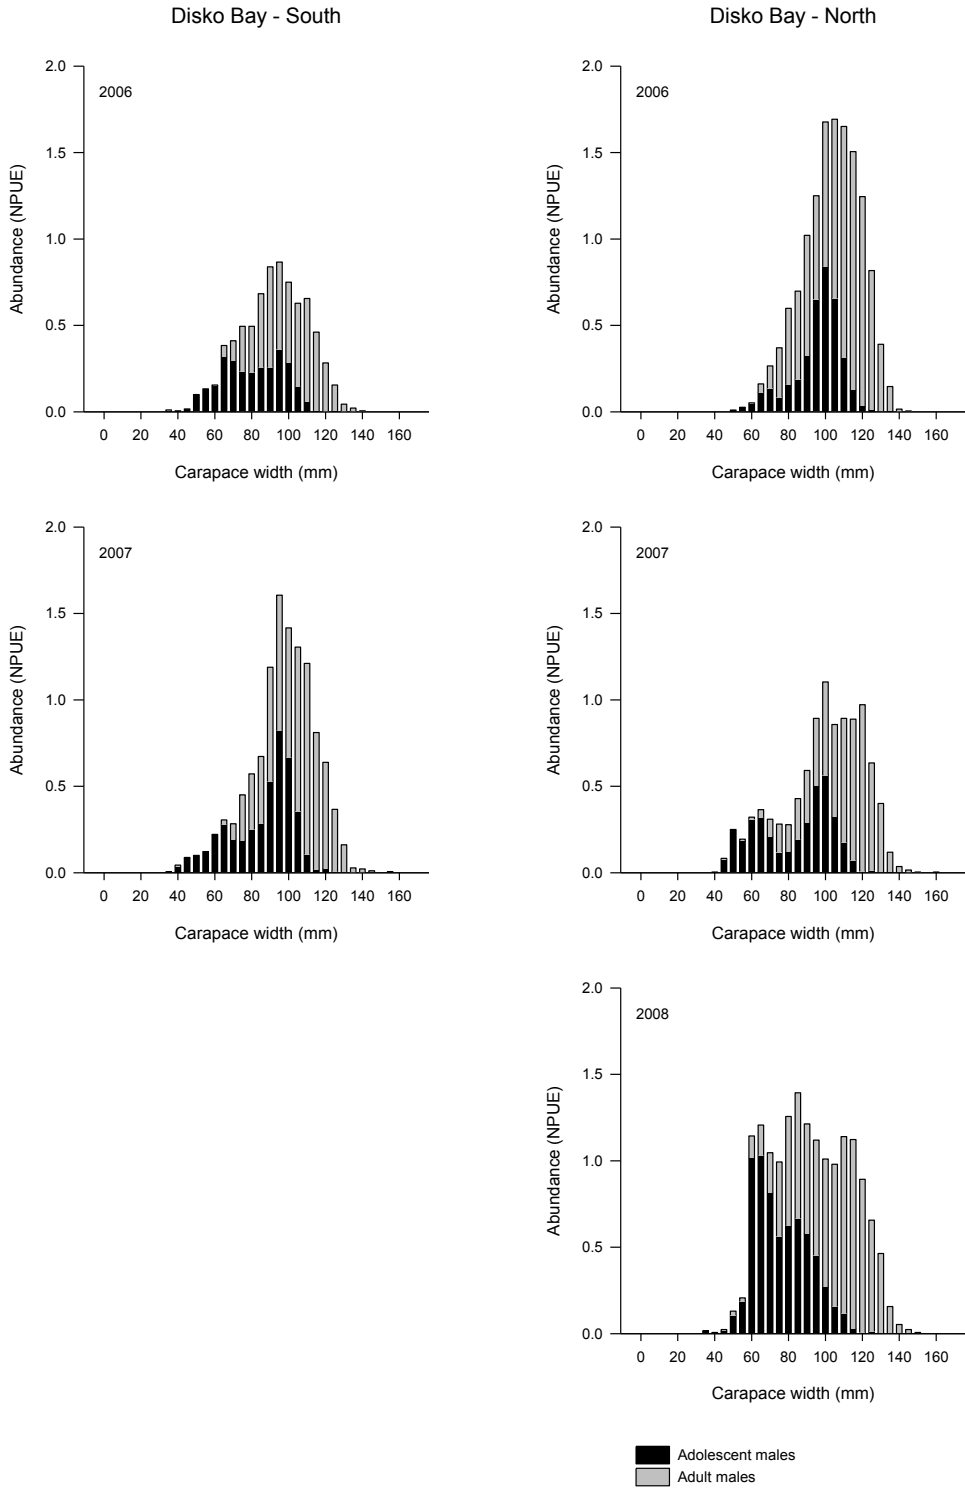 Disko Bay - South
Disko Bay - North
2.0
1.5
1.0
0.5
0.0
Abundance (NPUE)
2006
0 20 40 60 80 100 120 140 160
Carapace width (mm)
2.0
1.5
1.0
0.5
0.0
Abundance (NPUE)
2006
0 20 40 60 80 100 120 140 160
Carapace width (mm)
2.0
1.5
1.0
0.5
0.0
Abundance (NPUE)
2007
0 20 40 60 80 100 120 140 160
Carapace width (mm)
2.0
1.5
1.0
0.5
0.0
Abundance (NPUE)
2007
0 20 40 60 80 100 120 140 160
Carapace width (mm)
2.0
1.5
1.0
0.5
0.0
Abundance (NPUE)
2008
0 20 40 60 80 100 120 140 160
Carapace width (mm)
Adolescent males
Adult males